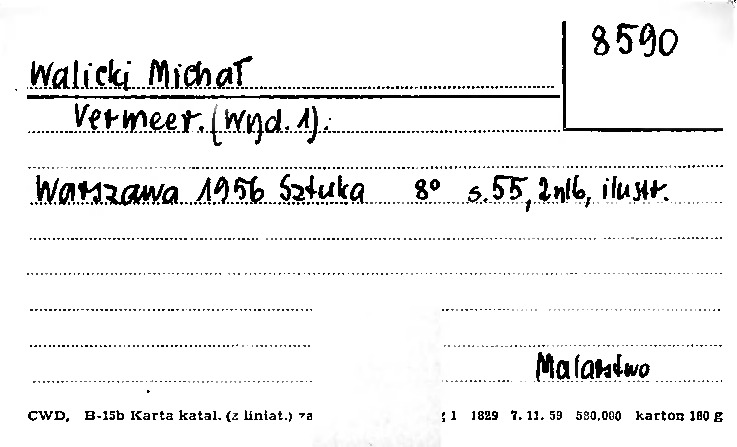 8590
Walicki Michał
Vermeer. (Wyd. 1).
Warszawa 1956 Sztuka 8° s. 55, 2 nlb, ilustr.
Malarstwo
CWD, B-15b Karta katal. (z liniat.) 1 1829 7. 11. 59 580,000 karton 180 g